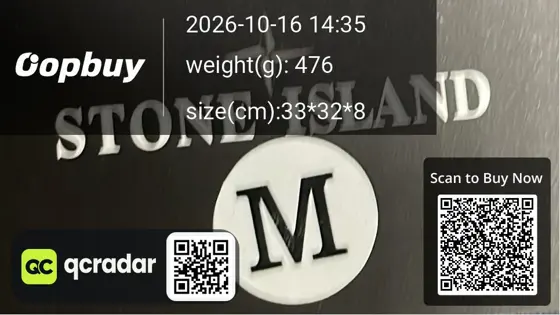 2026-10-16 14:35
oopbuy
weight(g): 476
size(cm):33*32*8
STONE ISLAND
M
Scan to Buy Now
QC qcradar